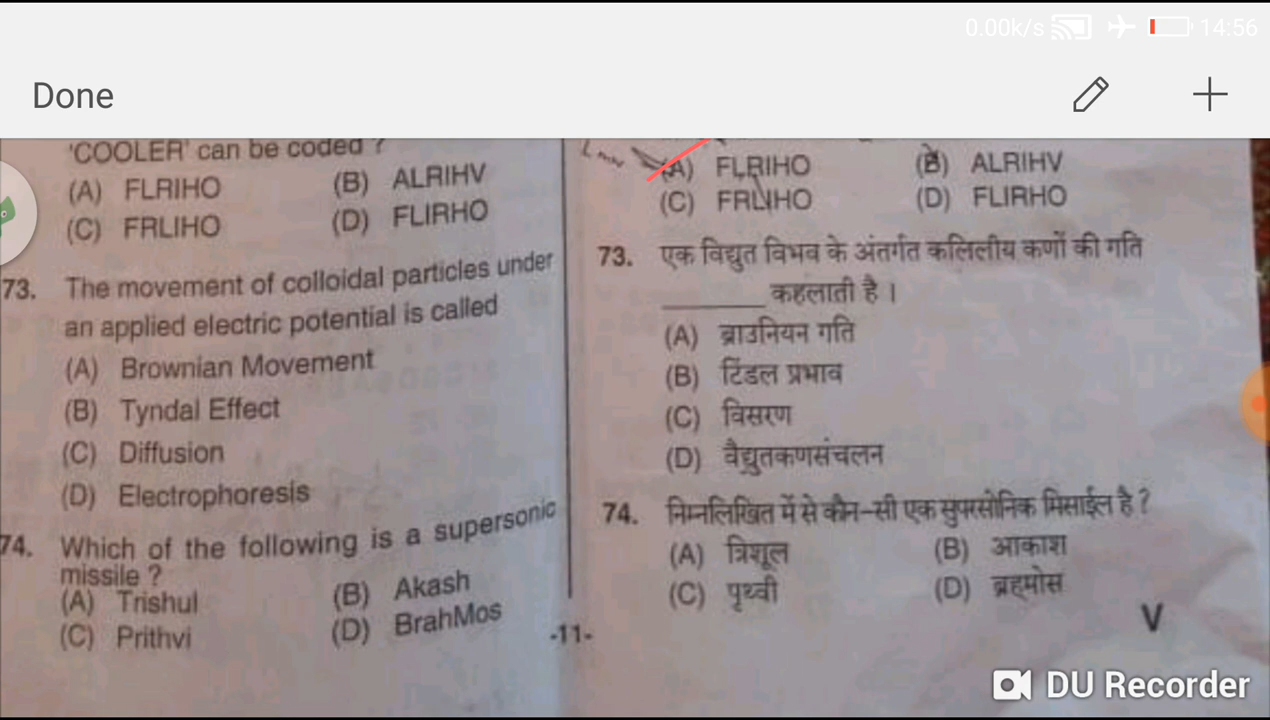 0.00k/s 14:56
Done
'COOLER' can be coded ?
(A) FLRIHO (B) ALRIHV
(C) FRLIHO (D) FLIRHO
73. The movement of colloidal particles under
an applied electric potential is called
(A) Brownian Movement
(B) Tyndal Effect
(C) Diffusion
(D) Electrophoresis
74. Which of the following is a supersonic
missile ?
(A) Trishul (B) Akash
(C) Prithvi (D) BrahMos
-11-
(A) FLRIHO (B) ALRIHV
(C) FRLIHO (D) FLIRHO
73. एक विद्युत विभव के अंतर्गत कलिलीय कणों की गति
________ कहलाती है ।
(A) ब्राउनियन गति
(B) टिंडल प्रभाव
(C) विसरण
(D) वैद्युतकणसंचलन
74. निम्नलिखित में से कौन-सी एक सुपरसोनिक मिसाईल है ?
(A) त्रिशूल (B) आकाश
(C) पृथ्वी (D) ब्रह्मोस
V
DU Recorder